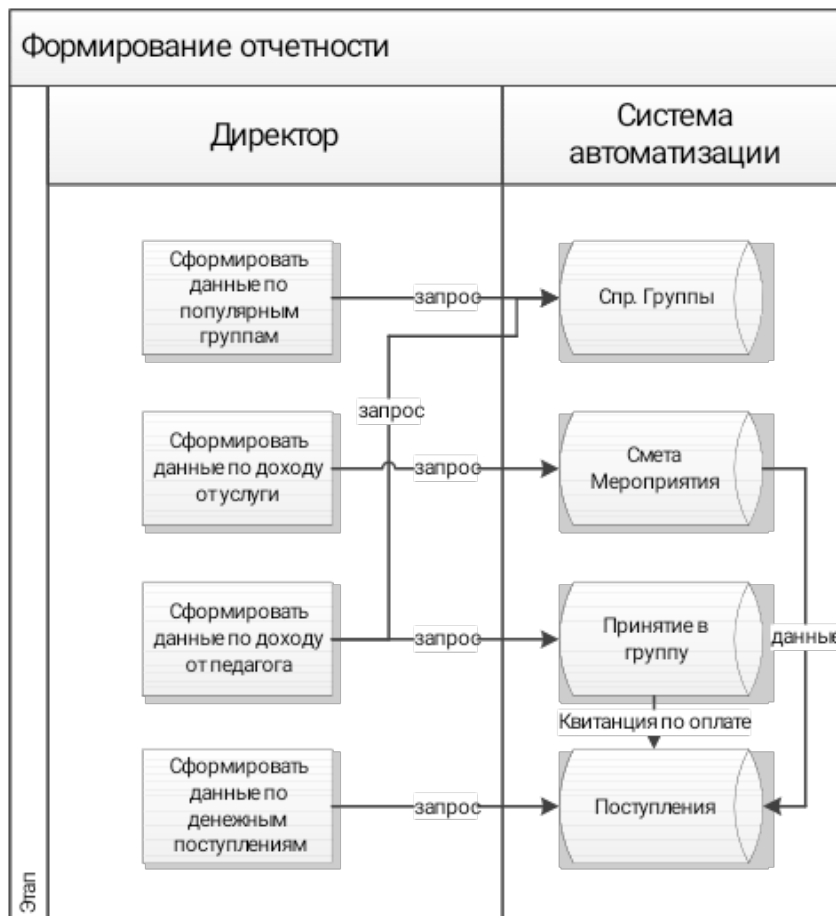 Формирование отчетности
Директор
Система
автоматизации
Сформировать
данные по
популярным
группам
запрос
Спр. Группы
запрос
Сформировать
данные по доходу
от услуги
запрос
Смета
Мероприятия
Сформировать
данные по доходу
от педагога
запрос
Принятие в
группу
данные
Квитанция по оплате
Сформировать
данные по
денежным
поступлениям
запрос
Поступления
Этап